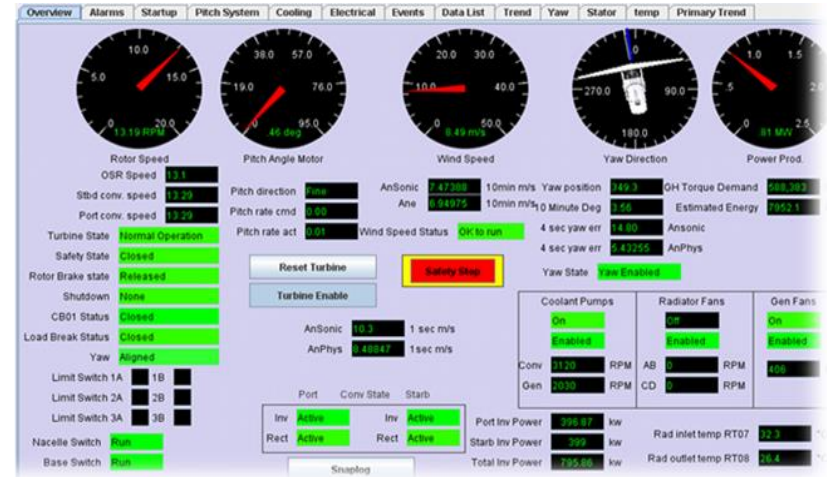 Overview Alarms Startup Pitch System Cooling Electrical Events Data List Trend Yaw Stator temp Primary Trend
5.0 10.0 15.0 20.0 13.19 RPM
19.0 38.0 57.0 76.0 95.0 .46 deg
10.0 20.0 30.0 40.0 50.0 8.49 m/s
0 90.0 180.0 270.0
0 .5 1.0 1.5 2.5 .81 MW
Rotor Speed Pitch Angle Motor Wind Speed Yaw Direction Power Prod.
OSR Speed 13.1
Stbd conv. speed 13.29
Port conv. speed 13.29
Turbine State Normal Operation
Safety State Closed
Rotor Brake state Released
Shutdown None
CB01 Status Closed
Load Break Status Closed
Yaw Aligned
Limit Switch 1A 1B
Limit Switch 2A 2B
Limit Switch 3A 3B
Nacelle Switch Run
Base Switch Run
Pitch direction Fine
Pitch rate cmd 0.00
Pitch rate act 0.01
AnSonic 7.47388 10min m/s
Ane 6.94975 10min m/s
Wind Speed Status OK to run
Reset Turbine
Turbine Enable
Safety Stop
AnSonic 10.3 1 sec m/s
AnPhys 8.48847 1sec m/s
Port Conv State Starb
Inv Active Inv Active
Rect Active Rect Active
Snaplog
Yaw position 349.3
10 Minute Deg 3.56
4 sec yaw err 14.80 Ansonic
4 sec yaw err 5.43255 AnPhys
Yaw State Yaw Enabled
GH Torque Demand 588,383
Estimated Energy 7952.1
Coolant Pumps Radiator Fans Gen Fans
On Off On
Enabled Enabled Enabled
Conv 3120 RPM AB 0 RPM 406
Gen 2030 RPM CD 0 RPM
Port Inv Power 396.87 kw
Starb Inv Power 399 kw
Total Inv Power 795.86 kw
Rad inlet temp RT07 32.3
Rad outlet temp RT08 26.4